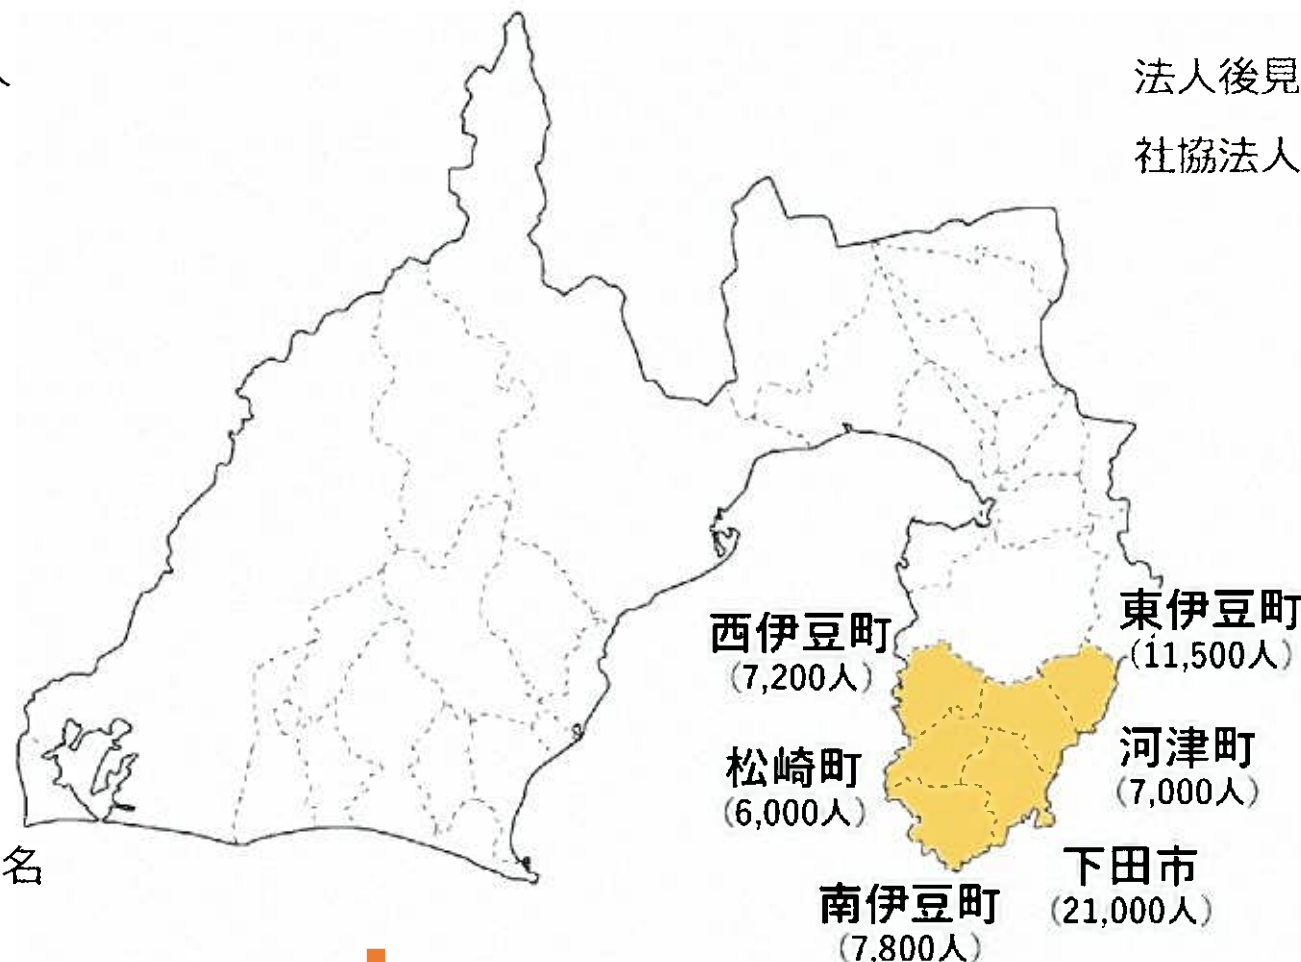 法人後見
社協法人
西伊豆町
(7,200人)
東伊豆町
(11,500人)
松崎町
(6,000人)
河津町
(7,000人)
下田市
(21,000人)
南伊豆町
(7,800人)
名